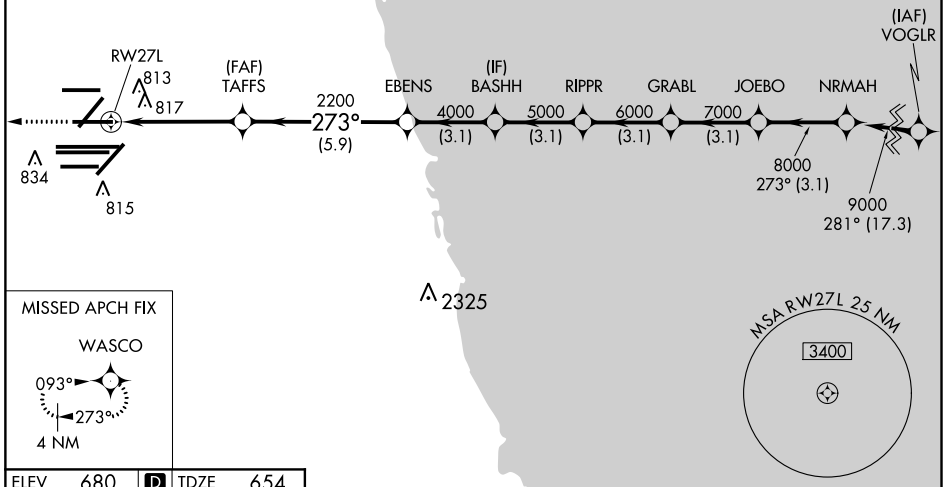 (IAF)
VOGLR
RW27L
813
817
(FAF)
TAFFS
2200
273°
(5.9)
EBENS
4000
(3.1)
(IF)
BASHH
5000
(3.1)
RIPPR
6000
(3.1)
GRABL
7000
(3.1)
JOEBO
NRMAH
8000
273° (3.1)
9000
281° (17.3)
834
815
2325
MISSED APCH FIX
WASCO
093°
273°
4 NM
MSA RW27L 25 NM
3400
ELEV 680 D TDZE 654